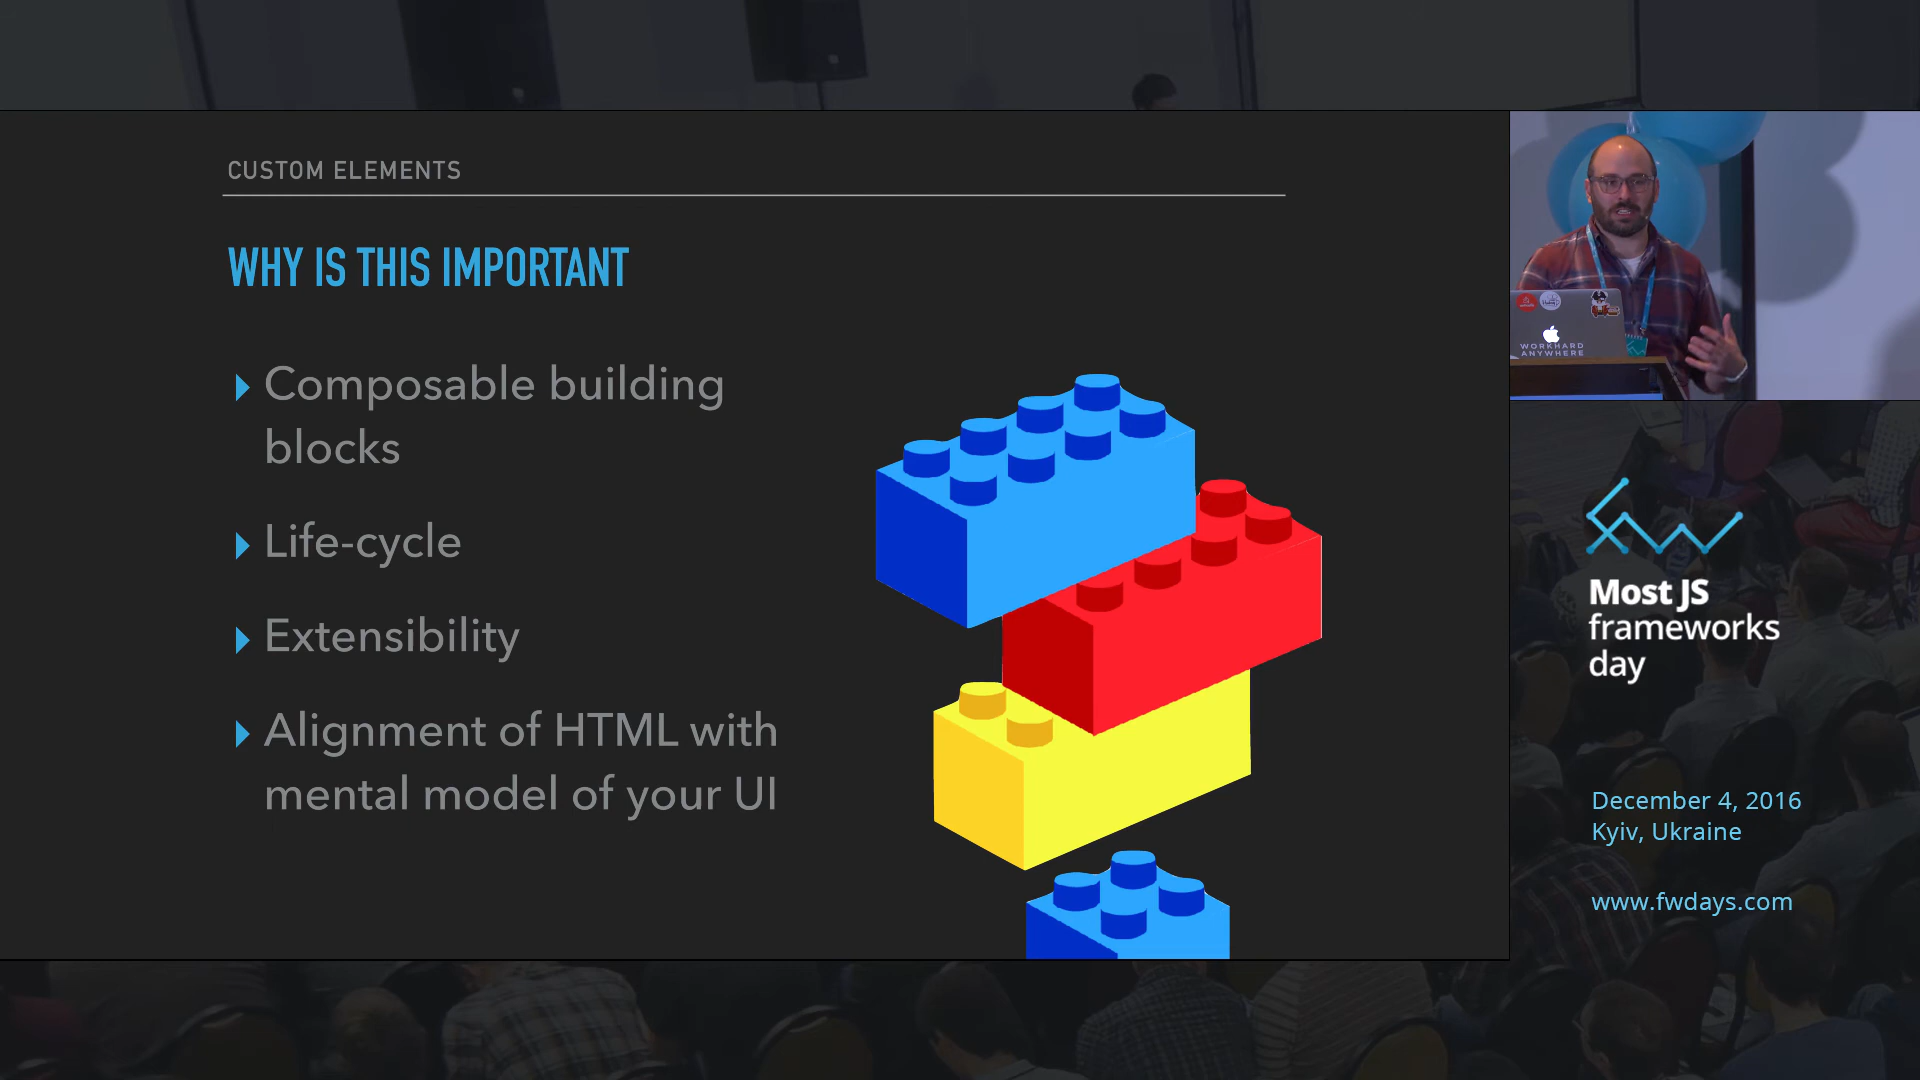 CUSTOM ELEMENTS
WHY IS THIS IMPORTANT
Composable building
blocks
Life-cycle
Extensibility
Alignment of HTML with
mental model of your UI
WORKHARD
ANYWHERE
Most JS
frameworks
day
December 4, 2016
Kyiv, Ukraine
www.fwdays.com